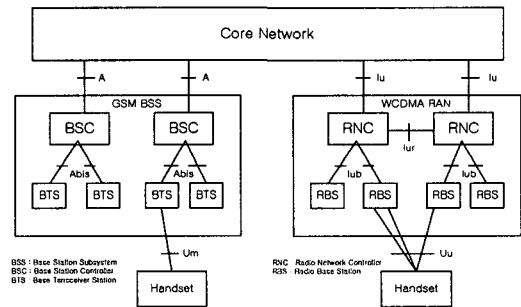 Core Network
A A Iu Iu
GSM BSS WCDMA RAN
BSC BSC RNC RNC
Iur
Abis Abis Iub Iub
BTS BTS BTS BTS RBS RBS RBS RBS
Um Uu
BSS : Base Station Subsystem
BSC : Base Station Controller
BTS : Base Tanrceiver Station
RNC : Radio Network Controller
RBS : Radio Base Station
Handset Handset